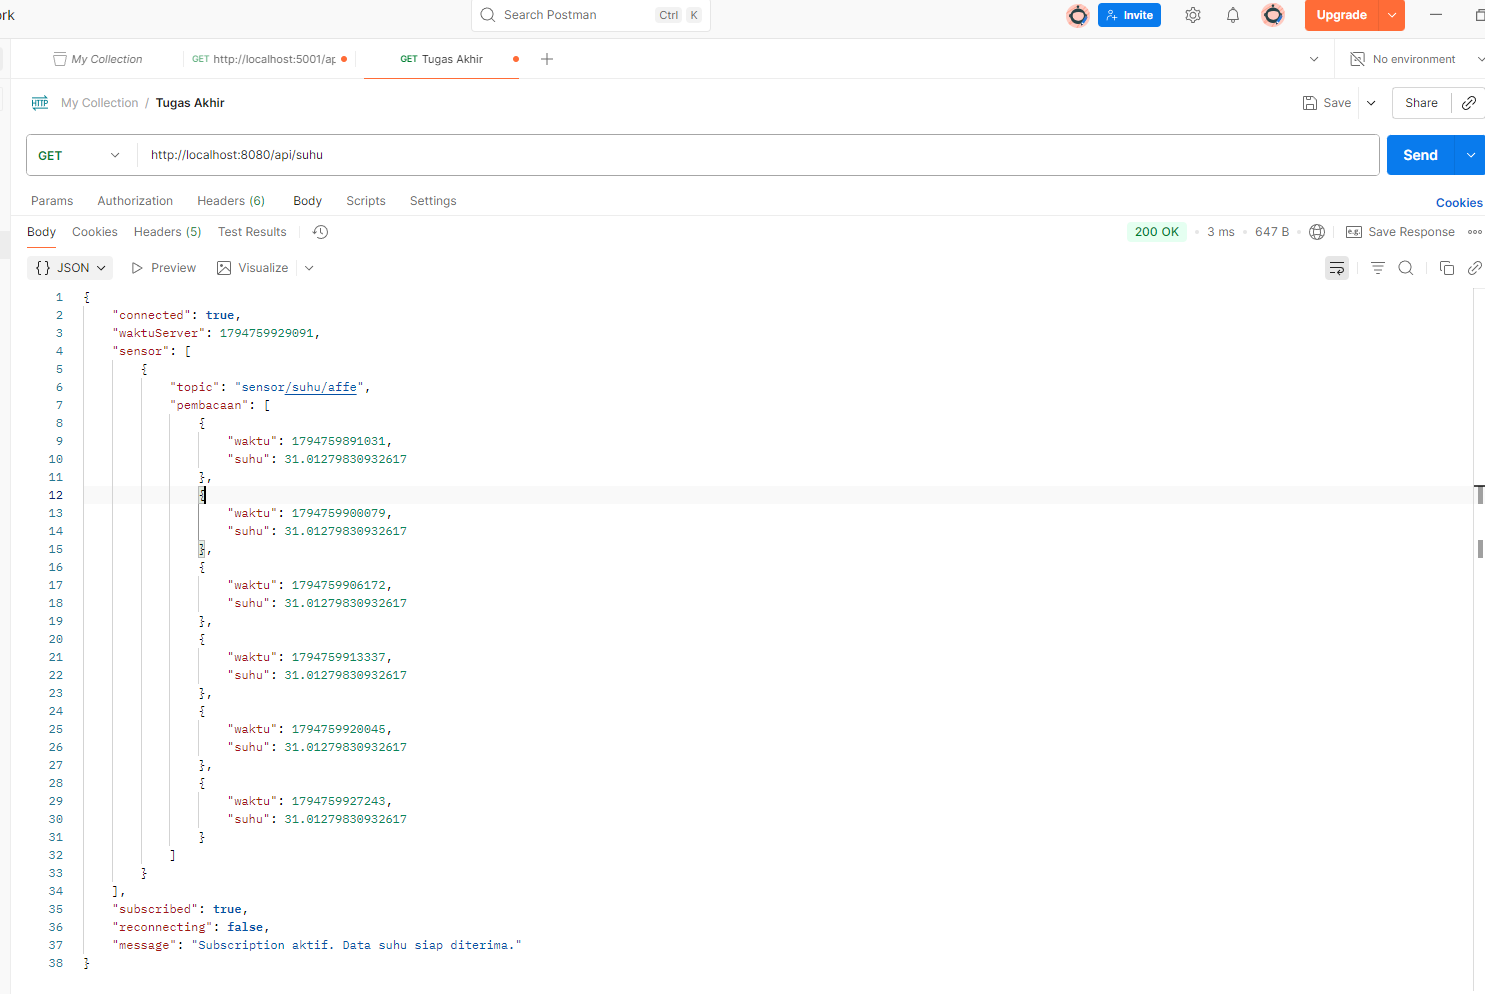 rk
Search Postman Ctrl K Invite Upgrade
My Collection GET http://localhost:5001/ap GET Tugas Akhir No environment
HTTP My Collection / Tugas Akhir Save Share
GET http://localhost:8080/api/suhu Send
Params Authorization Headers (6) Body Scripts Settings Cookies
Body Cookies Headers (5) Test Results 200 OK 3 ms 647 B e.g. Save Response
{} JSON Preview Visualize
1 {
2 "connected": true,
3 "waktuServer": 1794759929091,
4 "sensor": [
5 {
6 "topic": "sensor/suhu/affe",
7 "pembacaan": [
8 {
9 "waktu": 1794759891031,
10 "suhu": 31.01279830932617
11 },
12 {
13 "waktu": 1794759900079,
14 "suhu": 31.01279830932617
15 },
16 {
17 "waktu": 1794759906172,
18 "suhu": 31.01279830932617
19 },
20 {
21 "waktu": 1794759913337,
22 "suhu": 31.01279830932617
23 },
24 {
25 "waktu": 1794759920045,
26 "suhu": 31.01279830932617
27 },
28 {
29 "waktu": 1794759927243,
30 "suhu": 31.01279830932617
31 }
32 ]
33 }
34 ],
35 "subscribed": true,
36 "reconnecting": false,
37 "message": "Subscription aktif. Data suhu siap diterima."
38 }